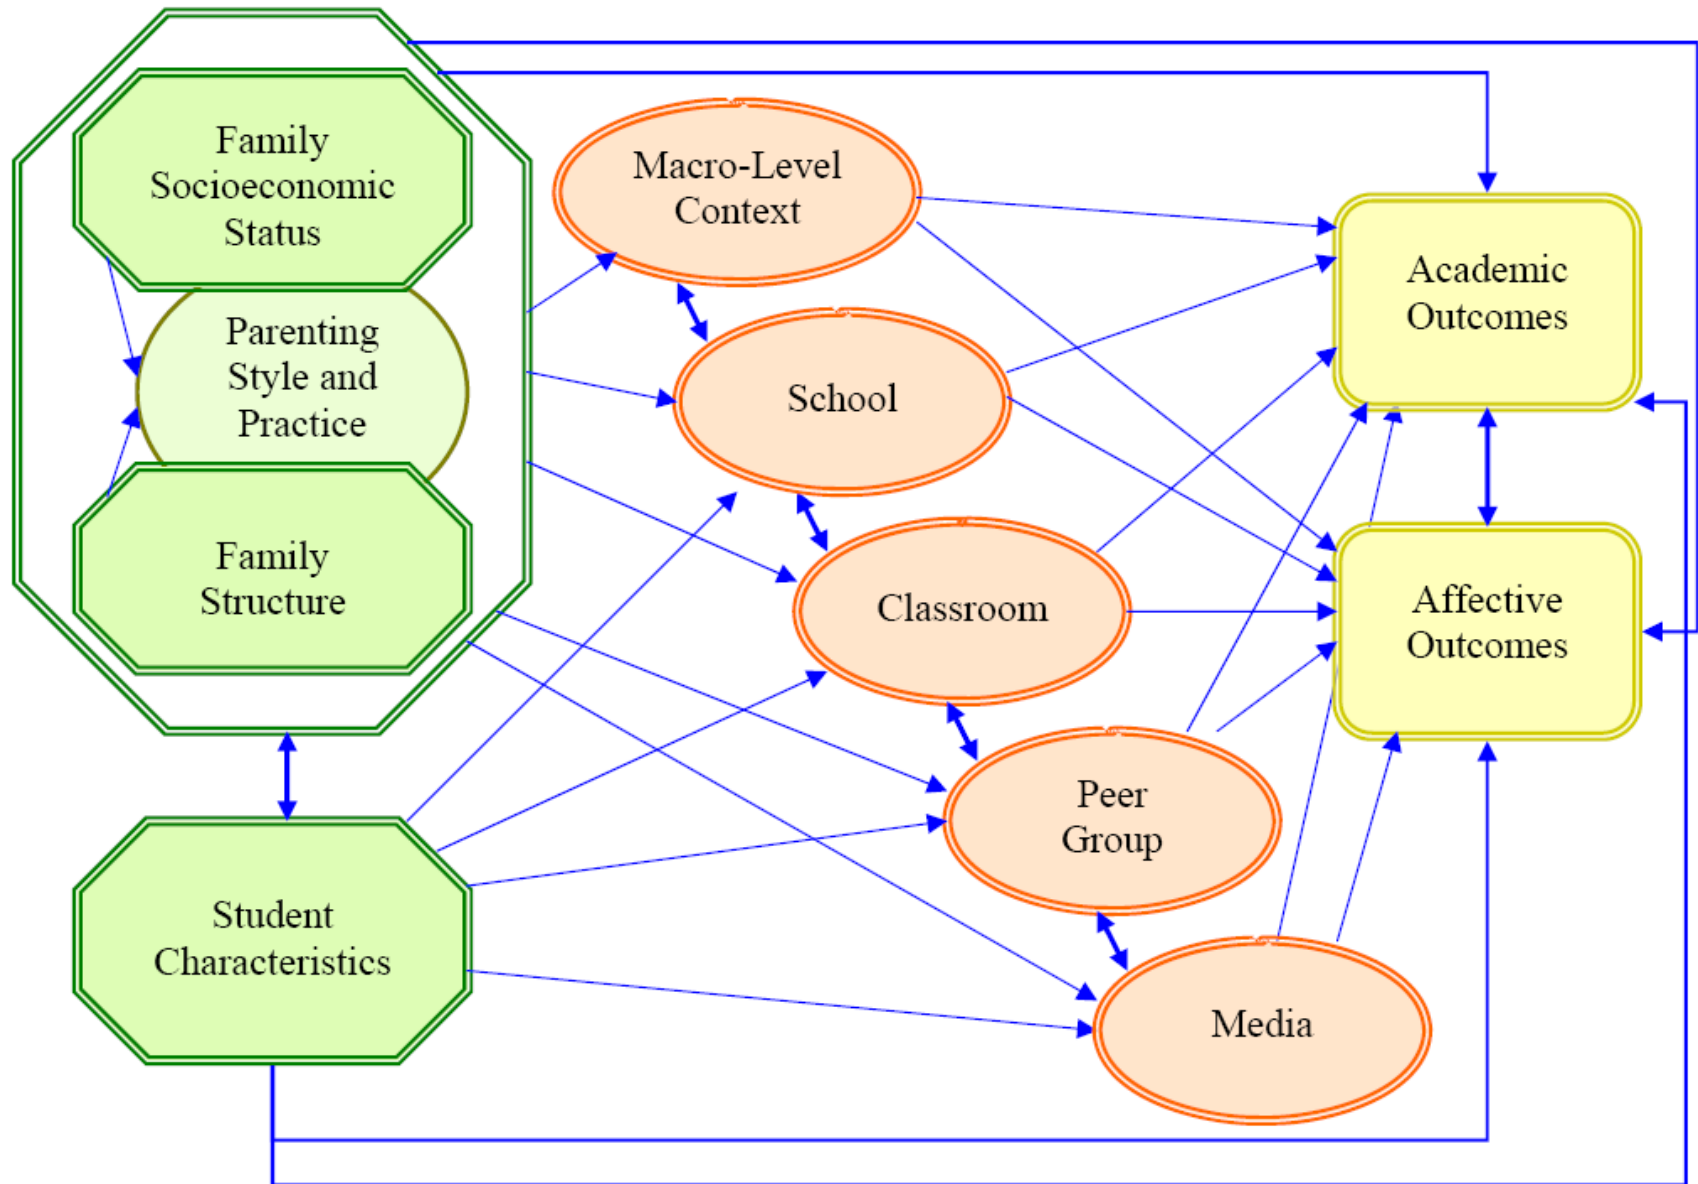 Family
Socioeconomic
Status
Parenting
Style and
Practice
Family
Structure
Student
Characteristics
Macro-Level
Context
School
Classroom
Peer
Group
Media
Academic
Outcomes
Affective
Outcomes